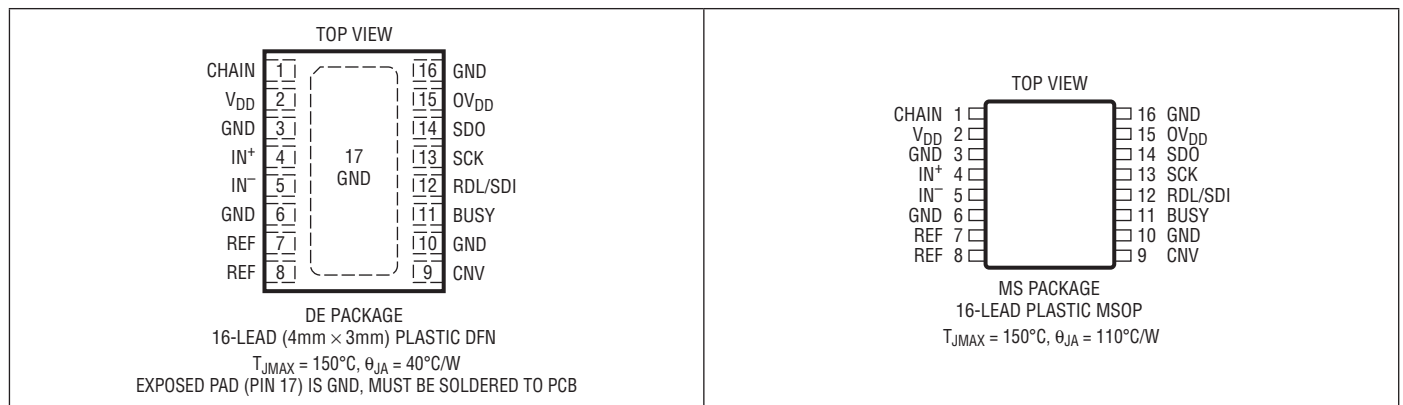 TOP VIEW
CHAIN 1 16 GND
VDD 2 15 OVDD
GND 3 14 SDO
IN+ 4 13 SCK
IN– 5 12 RDL/SDI
GND 6 11 BUSY
REF 7 10 GND
REF 8 9 CNV
17
GND
DE PACKAGE
16-LEAD (4mm × 3mm) PLASTIC DFN
TJMAX = 150°C, θJA = 40°C/W
EXPOSED PAD (PIN 17) IS GND, MUST BE SOLDERED TO PCB
TOP VIEW
CHAIN 1 16 GND
VDD 2 15 OVDD
GND 3 14 SDO
IN+ 4 13 SCK
IN– 5 12 RDL/SDI
GND 6 11 BUSY
REF 7 10 GND
REF 8 9 CNV
MS PACKAGE
16-LEAD PLASTIC MSOP
TJMAX = 150°C, θJA = 110°C/W